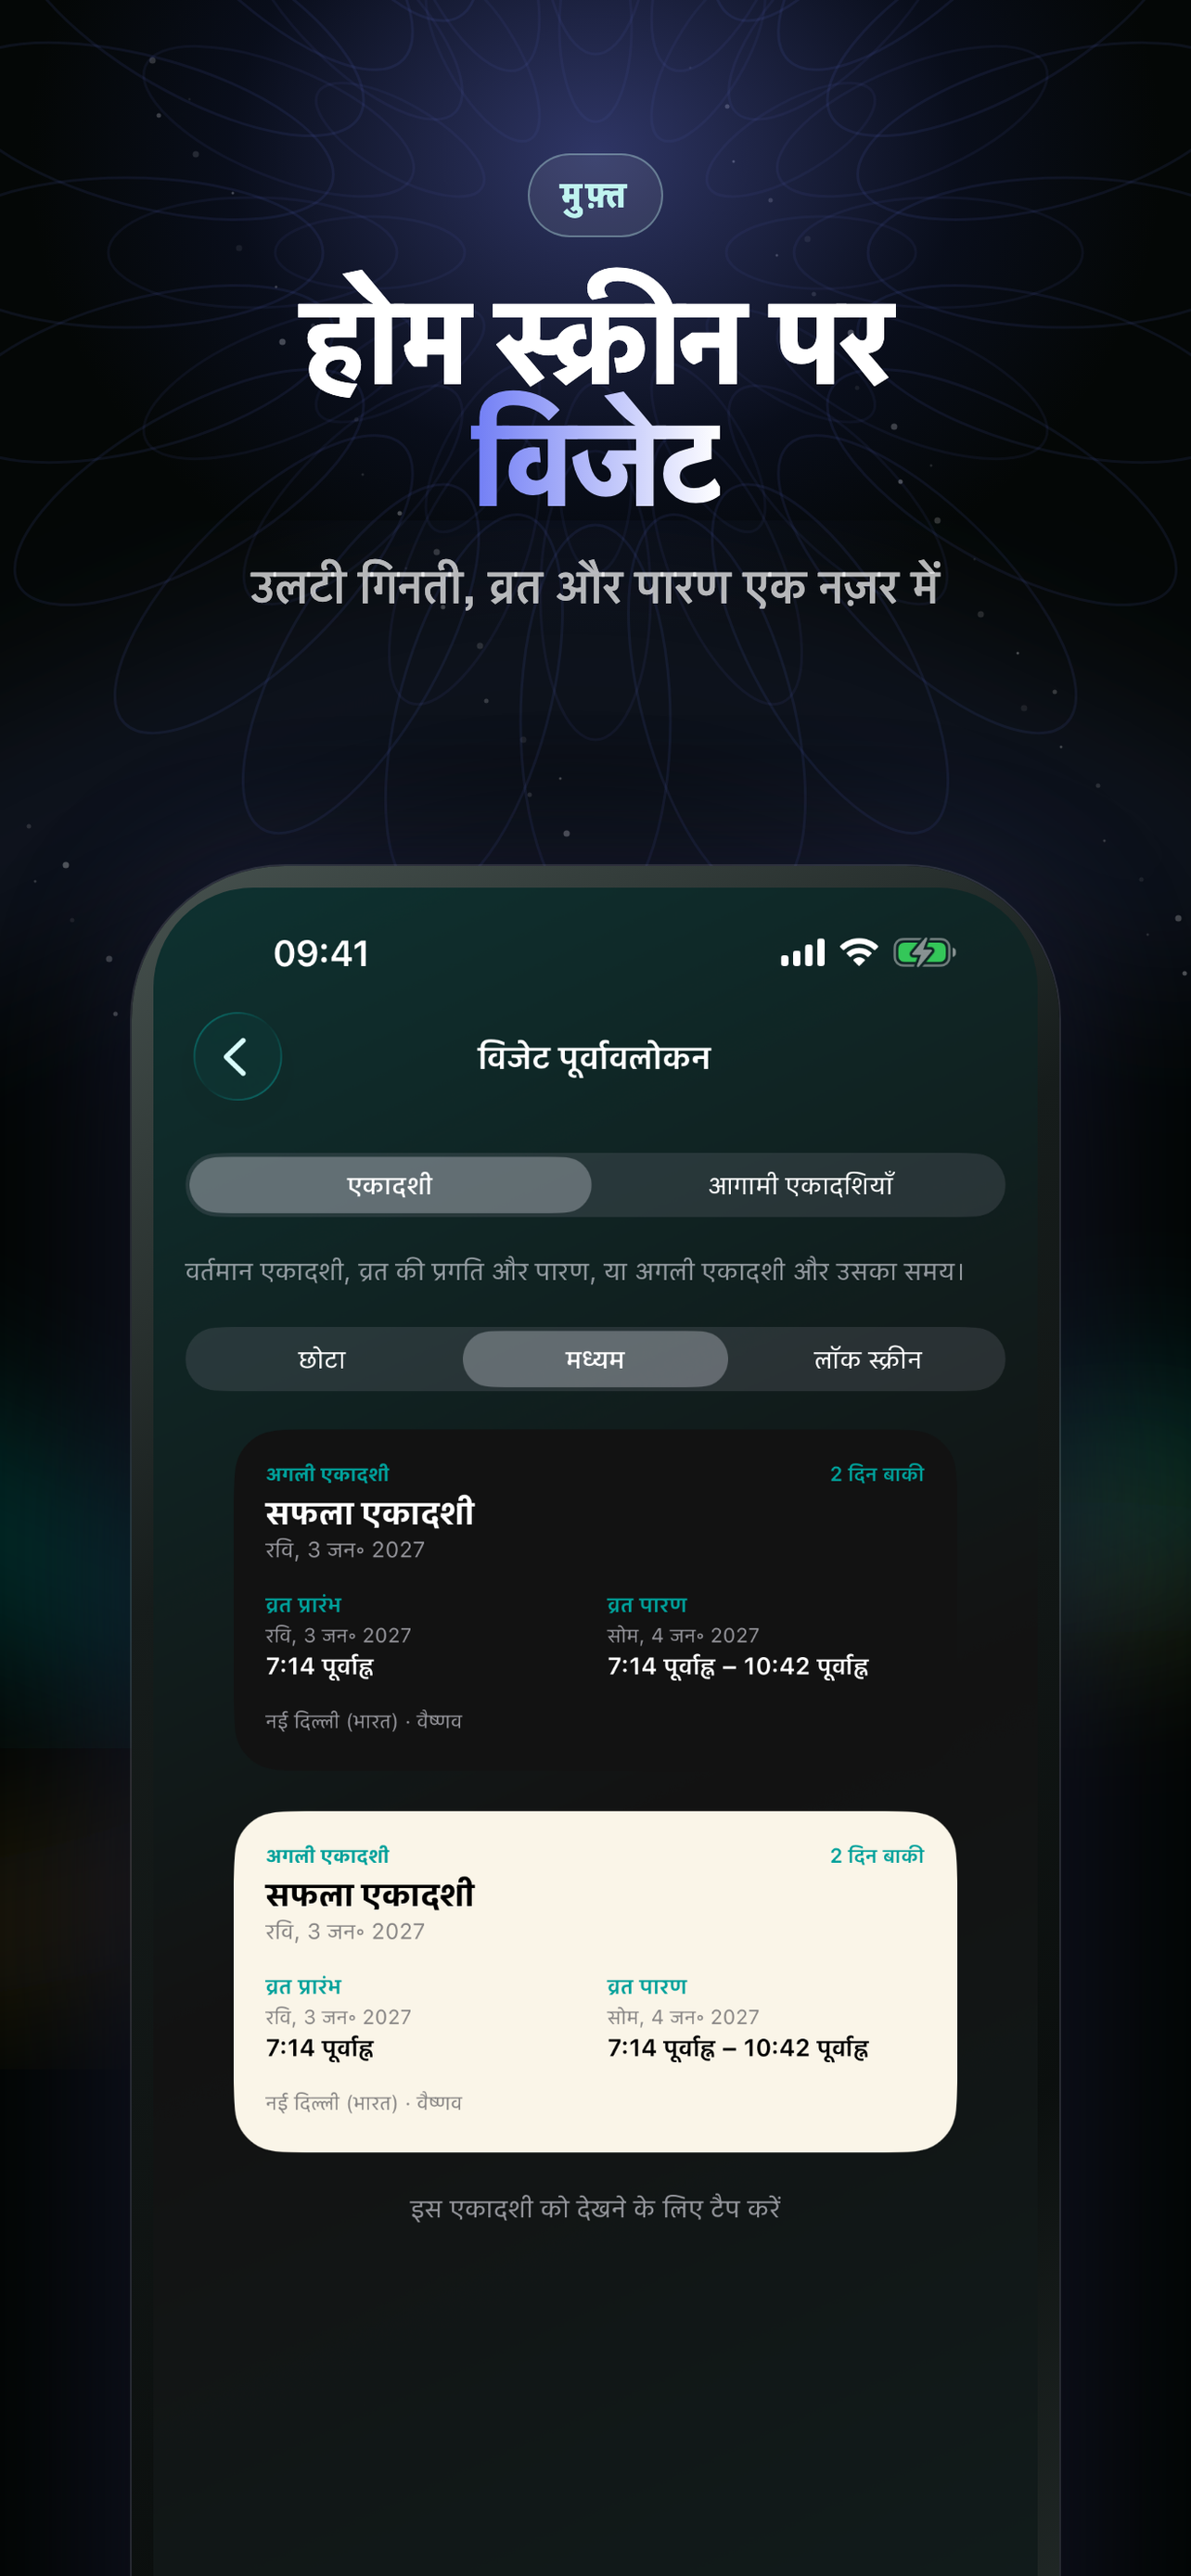 मुफ़्त
होम स्क्रीन पर
विजेट
उलटी गिनती, व्रत और पारण एक नज़र में
09:41
विजेट पूर्वावलोकन
एकादशी
आगामी एकादशियाँ
वर्तमान एकादशी, व्रत की प्रगति और पारण, या अगली एकादशी और उसका समय।
छोटा
मध्यम
लॉक स्क्रीन
अगली एकादशी
2 दिन बाकी
सफला एकादशी
रवि, 3 जन॰ 2027
व्रत प्रारंभ
व्रत पारण
रवि, 3 जन॰ 2027
सोम, 4 जन॰ 2027
7:14 पूर्वाह्न
7:14 पूर्वाह्न – 10:42 पूर्वाह्न
नई दिल्ली (भारत) · वैष्णव
अगली एकादशी
2 दिन बाकी
सफला एकादशी
रवि, 3 जन॰ 2027
व्रत प्रारंभ
व्रत पारण
रवि, 3 जन॰ 2027
सोम, 4 जन॰ 2027
7:14 पूर्वाह्न
7:14 पूर्वाह्न – 10:42 पूर्वाह्न
नई दिल्ली (भारत) · वैष्णव
इस एकादशी को देखने के लिए टैप करें